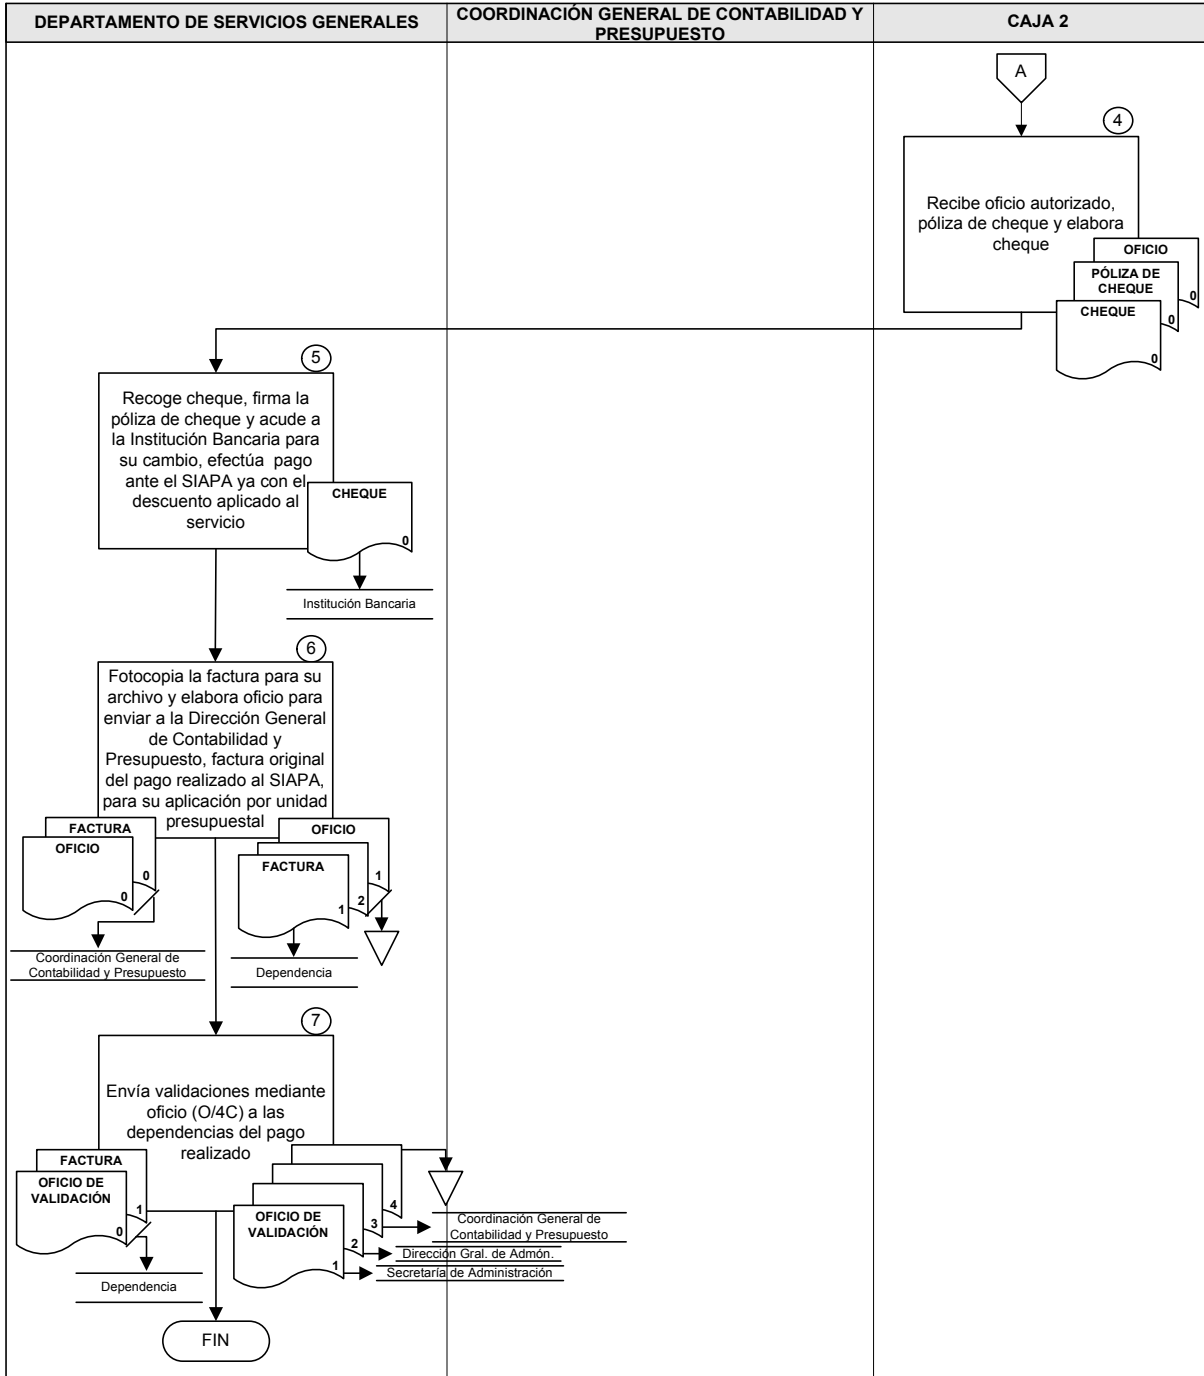 DEPARTAMENTO DE SERVICIOS GENERALES
COORDINACIÓN GENERAL DE CONTABILIDAD Y
PRESUPUESTO
CAJA 2
A
4
Recibe oficio autorizado,
póliza de cheque y elabora
cheque
OFICIO
0
PÓLIZA DE
CHEQUE
0
CHEQUE
0
5
Recoge cheque, firma la
póliza de cheque y acude a
la Institución Bancaria para
su cambio, efectúa pago
ante el SIAPA ya con el
descuento aplicado al
servicio
CHEQUE
0
Institución Bancaria
6
Fotocopia la factura para su
archivo y elabora oficio para
enviar a la Dirección General
de Contabilidad y
Presupuesto, factura original
del pago realizado al SIAPA,
para su aplicación por unidad
presupuestal
FACTURA
0
OFICIO
0
Coordinación General de
Contabilidad y Presupuesto
OFICIO
1
2
FACTURA
1
Dependencia
7
Envía validaciones mediante
oficio (O/4C) a las
dependencias del pago
realizado
FACTURA
1
OFICIO DE
VALIDACIÓN
0
Dependencia
4
3
2
OFICIO DE
VALIDACIÓN
1
Coordinación General de
Contabilidad y Presupuesto
Dirección Gral. de Admón.
Secretaría de Administración
FIN